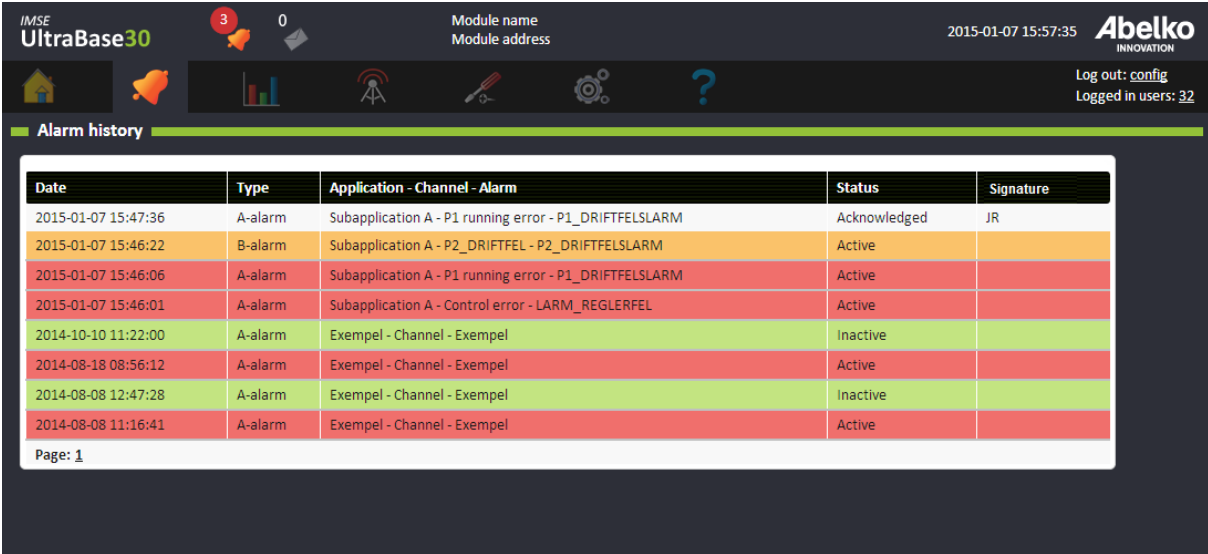 IMSE
UltraBase30
3
0
Module name
Module address
2015-01-07 15:57:35
Abelko
INNOVATION
Log out: config
Logged in users: 32
Alarm history
Date Type Application - Channel - Alarm Status Signature
2015-01-07 15:47:36 A-alarm Subapplication A - P1 running error - P1_DRIFTFELSLARM Acknowledged JR
2015-01-07 15:46:22 B-alarm Subapplication A - P2_DRIFTFEL - P2_DRIFTFELSLARM Active
2015-01-07 15:46:06 A-alarm Subapplication A - P1 running error - P1_DRIFTFELSLARM Active
2015-01-07 15:46:01 A-alarm Subapplication A - Control error - LARM_REGLERFEL Active
2014-10-10 11:22:00 A-alarm Exempel - Channel - Exempel Inactive
2014-08-18 08:56:12 A-alarm Exempel - Channel - Exempel Active
2014-08-08 12:47:28 A-alarm Exempel - Channel - Exempel Inactive
2014-08-08 11:16:41 A-alarm Exempel - Channel - Exempel Active
Page: 1